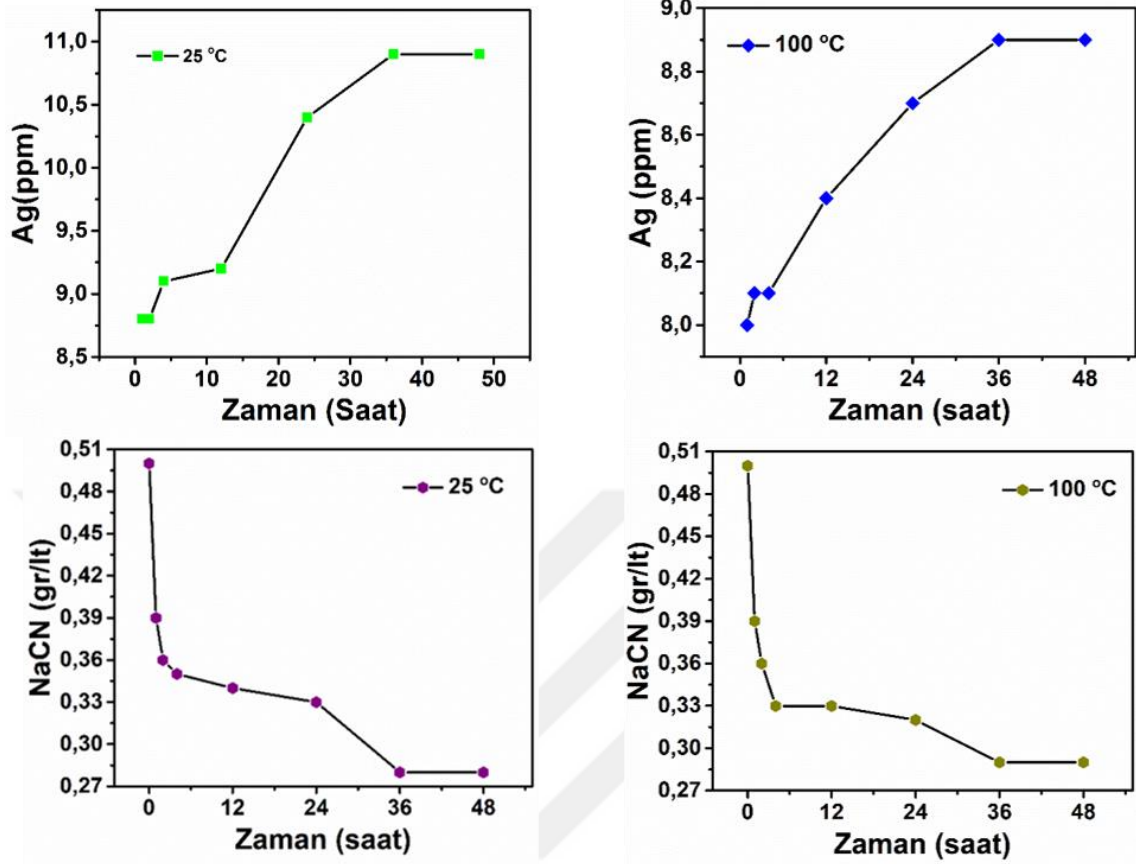 11,0
10,5
10,0
9,5
9,0
8,5
Ag(ppm)
25 °C
0 10 20 30 40 50
Zaman (Saat)
9,0
8,8
8,6
8,4
8,2
8,0
Ag (ppm)
100 °C
0 12 24 36 48
Zaman (saat)
0,51
0,48
0,45
0,42
0,39
0,36
0,33
0,30
0,27
NaCN (gr/lt)
25 °C
0 12 24 36 48
Zaman (saat)
0,51
0,48
0,45
0,42
0,39
0,36
0,33
0,30
0,27
NaCN (gr/lt)
100 °C
0 12 24 36 48
Zaman (saat)